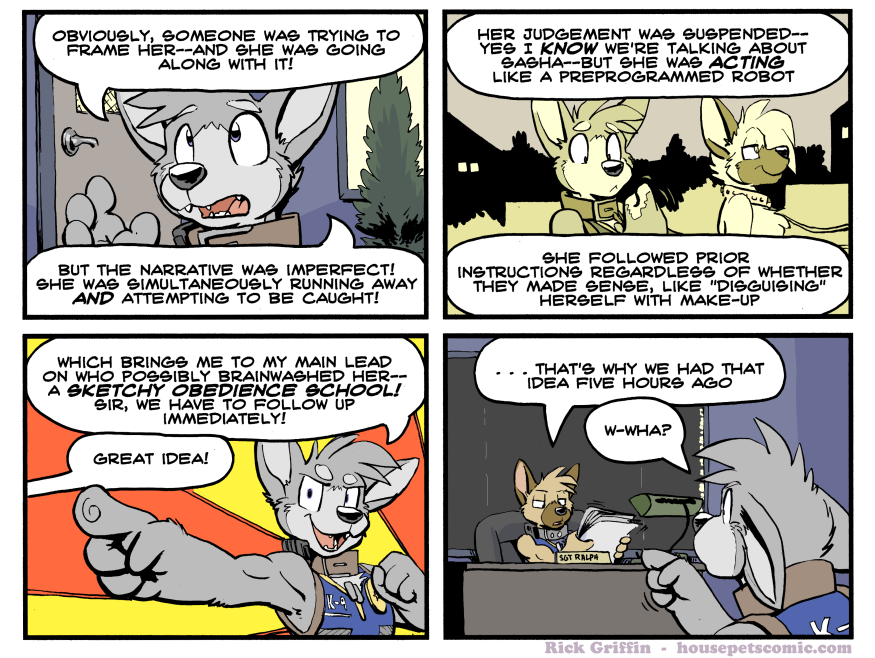 OBVIOUSLY, SOMEONE WAS TRYING TO
FRAME HER--AND SHE WAS GOING
ALONG WITH IT!
BUT THE NARRATIVE WAS IMPERFECT!
SHE WAS SIMULTANEOUSLY RUNNING AWAY
AND ATTEMPTING TO BE CAUGHT!
HER JUDGEMENT WAS SUSPENDED--
YES I KNOW WE'RE TALKING ABOUT
SASHA--BUT SHE WAS ACTING
LIKE A PREPROGRAMMED ROBOT
SHE FOLLOWED PRIOR
INSTRUCTIONS REGARDLESS OF WHETHER
THEY MADE SENSE, LIKE "DISGUISING"
HERSELF WITH MAKE-UP
WHICH BRINGS ME TO MY MAIN LEAD
ON WHO POSSIBLY BRAINWASHED HER--
A SKETCHY OBEDIENCE SCHOOL!
SIR, WE HAVE TO FOLLOW UP
IMMEDIATELY!
GREAT IDEA!
K-9
. . . THAT'S WHY WE HAD THAT
IDEA FIVE HOURS AGO
W-WHA?
SGT RALPH
K-
Rick Griffin - housepetscomic.com